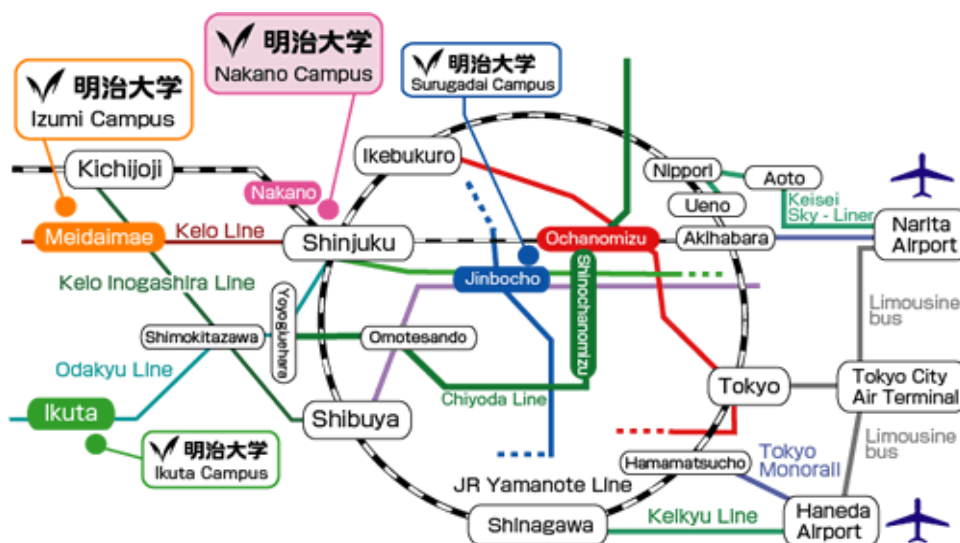 明治大学
Nakano Campus
明治大学
Surugadai Campus
明治大学
Izumi Campus
Kichijoji
Ikebukuro
Nippori
Aoto
Nakano
Ueno
Keisei
Sky - Liner
Narita
Airport
Meidaimae
Keio Line
Shinjuku
Ochanomizu
Akihabara
Keio Inogashira Line
Jinbocho
Shinochanomizu
Yoyogiuehara
Limousine
bus
Shimokitazawa
Omotesando
Odakyu Line
Chiyoda Line
Tokyo
Tokyo City
Air Terminal
Ikuta
Shibuya
明治大学
Ikuta Campus
Limousine
bus
Hamamatsucho
Tokyo
Monorail
JR Yamanote Line
Shinagawa
Keikyu Line
Haneda
Airport